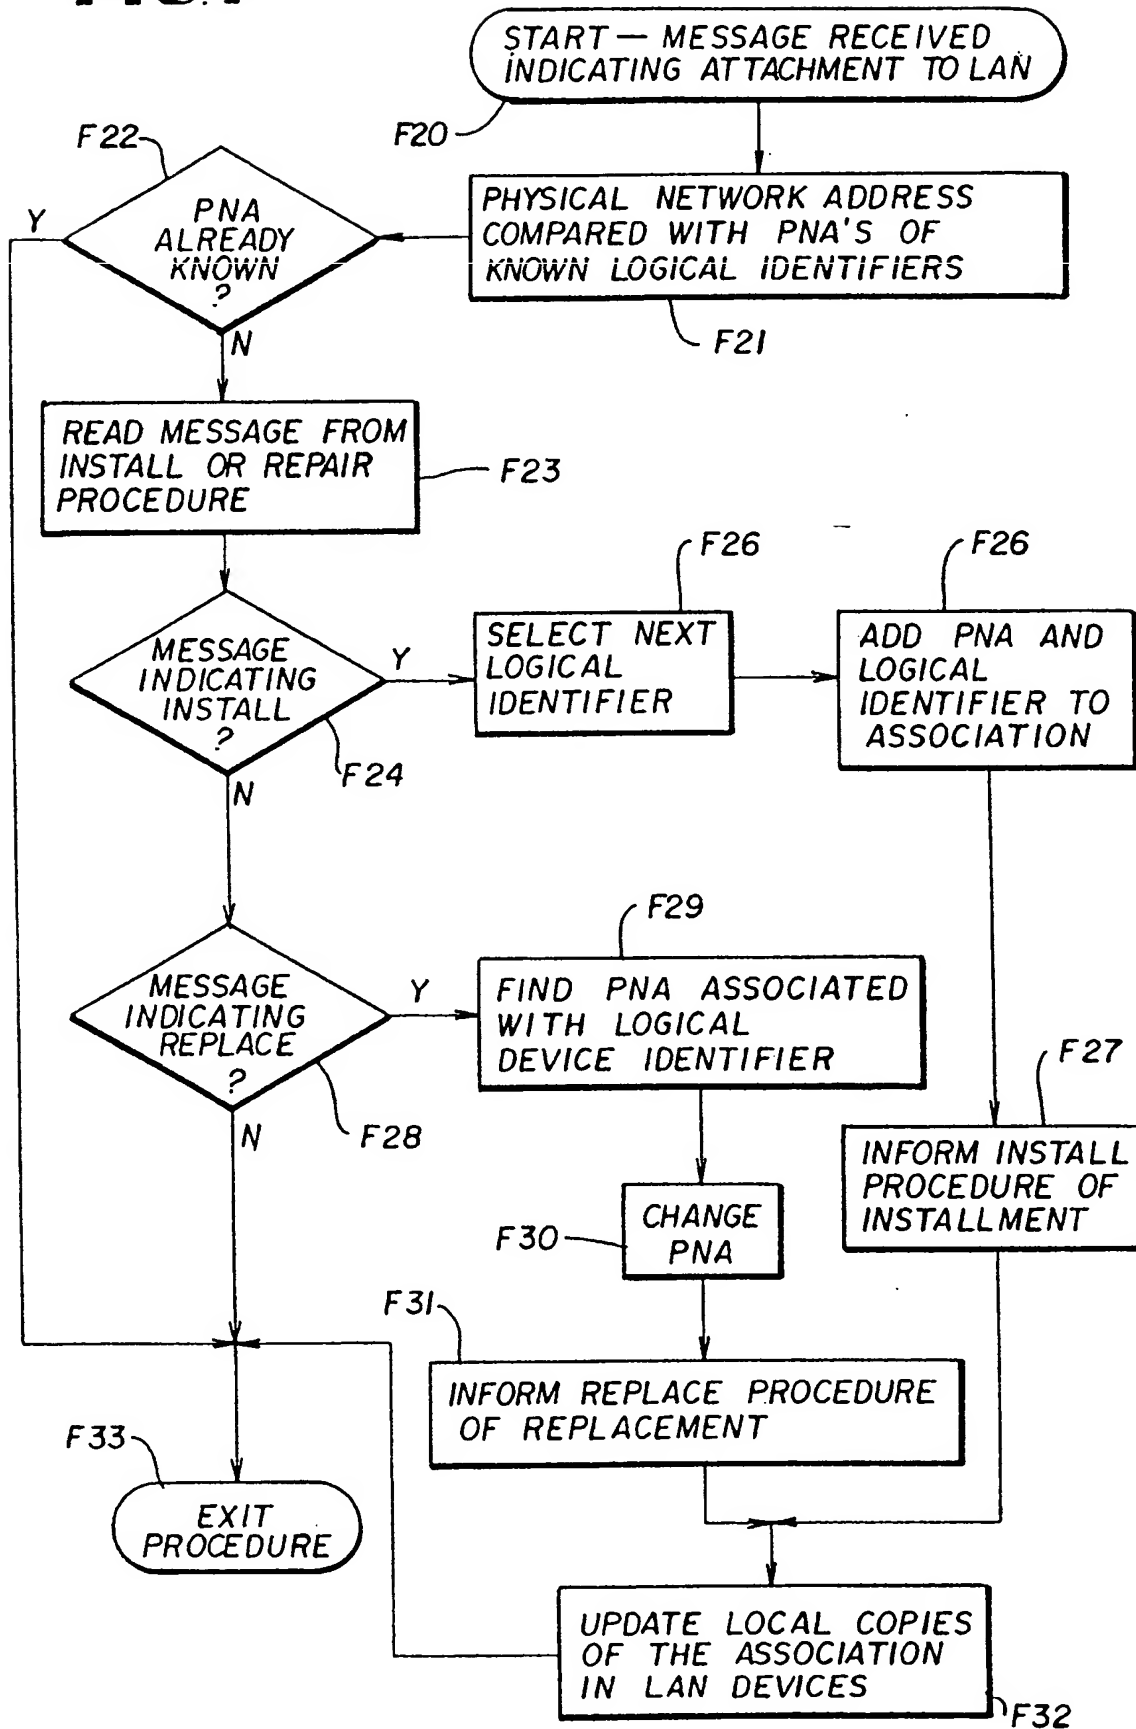 START — MESSAGE RECEIVED
INDICATING ATTACHMENT TO LAN
F20
F22
PHYSICAL NETWORK ADDRESS
COMPARED WITH PNA'S OF
KNOWN LOGICAL IDENTIFIERS
F21
Y
PNA
ALREADY
KNOWN
?
N
READ MESSAGE FROM
INSTALL OR REPAIR
PROCEDURE
F23
MESSAGE
INDICATING
INSTALL
?
Y
F24
N
F26
SELECT NEXT
LOGICAL
IDENTIFIER
F26
ADD PNA AND
LOGICAL
IDENTIFIER TO
ASSOCIATION
MESSAGE
INDICATING
REPLACE
?
Y
F28
N
F29
FIND PNA ASSOCIATED
WITH LOGICAL
DEVICE IDENTIFIER
F27
INFORM INSTALL
PROCEDURE OF
INSTALLMENT
F30
CHANGE
PNA
F31
INFORM REPLACE PROCEDURE
OF REPLACEMENT
F33
EXIT
PROCEDURE
UPDATE LOCAL COPIES
OF THE ASSOCIATION
IN LAN DEVICES
F32